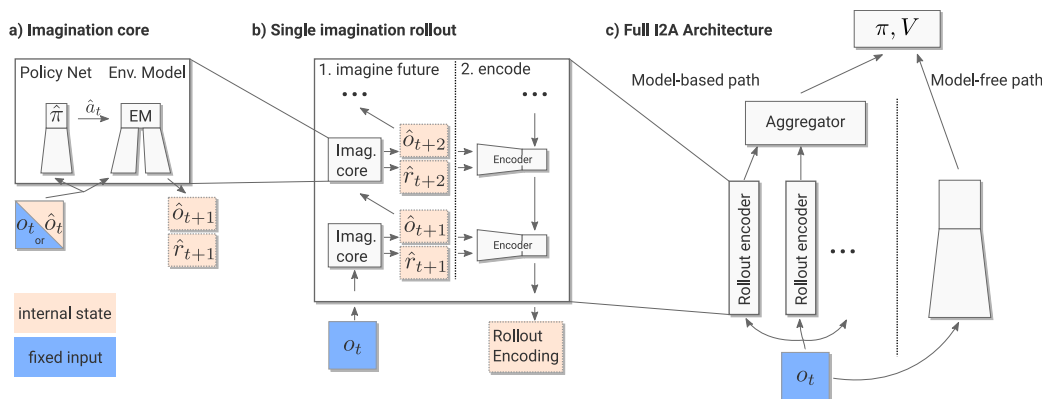 a) Imagination core
Policy Net Env. Model
π̂ â_t EM
o_t or ô_t
ô_{t+1}
r̂_{t+1}
internal state
fixed input
b) Single imagination rollout
1. imagine future 2. encode
... ...
Imag. core
ô_{t+2}
r̂_{t+2}
Encoder
Imag. core
ô_{t+1}
r̂_{t+1}
Encoder
o_t
Rollout
Encoding
c) Full I2A Architecture
π, V
Model-based path Model-free path
Aggregator
Rollout encoder
Rollout encoder
...
o_t